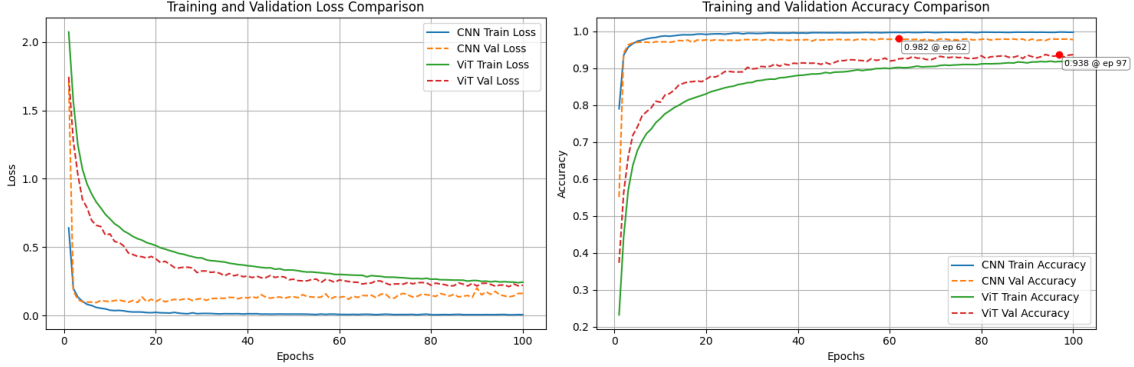 Training and Validation Loss Comparison
2.0
1.5
1.0
0.5
0.0
Loss
0
20
40
60
80
100
Epochs
CNN Train Loss
CNN Val Loss
ViT Train Loss
ViT Val Loss
Training and Validation Accuracy Comparison
1.0
0.9
0.8
0.7
0.6
0.5
0.4
0.3
0.2
Accuracy
0
20
40
60
80
100
Epochs
0.982 @ ep 62
0.938 @ ep 97
CNN Train Accuracy
CNN Val Accuracy
ViT Train Accuracy
ViT Val Accuracy